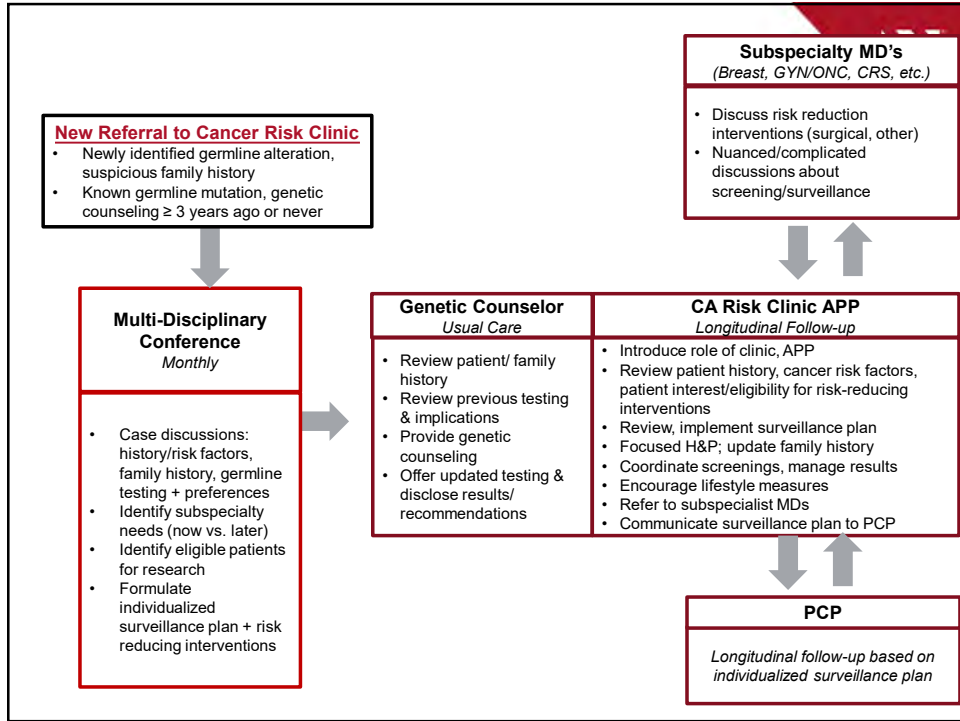 New Referral to Cancer Risk Clinic
• Newly identified germline alteration,
suspicious family history
• Known germline mutation, genetic
counseling ≥ 3 years ago or never
Multi-Disciplinary
Conference
Monthly
• Case discussions:
history/risk factors,
family history, germline
testing + preferences
• Identify subspecialty
needs (now vs. later)
• Identify eligible patients
for research
• Formulate
individualized
surveillance plan + risk
reducing interventions
Genetic Counselor
Usual Care
• Review patient/ family
history
• Review previous testing
& implications
• Provide genetic
counseling
• Offer updated testing &
disclose results/
recommendations
Subspecialty MD's
(Breast, GYN/ONC, CRS, etc.)
• Discuss risk reduction
interventions (surgical, other)
• Nuanced/complicated
discussions about
screening/surveillance
CA Risk Clinic APP
Longitudinal Follow-up
• Introduce role of clinic, APP
• Review patient history, cancer risk factors,
patient interest/eligibility for risk-reducing
interventions
• Review, implement surveillance plan
• Focused H&P; update family history
• Coordinate screenings, manage results
• Encourage lifestyle measures
• Refer to subspecialist MDs
• Communicate surveillance plan to PCP
PCP
Longitudinal follow-up based on
individualized surveillance plan